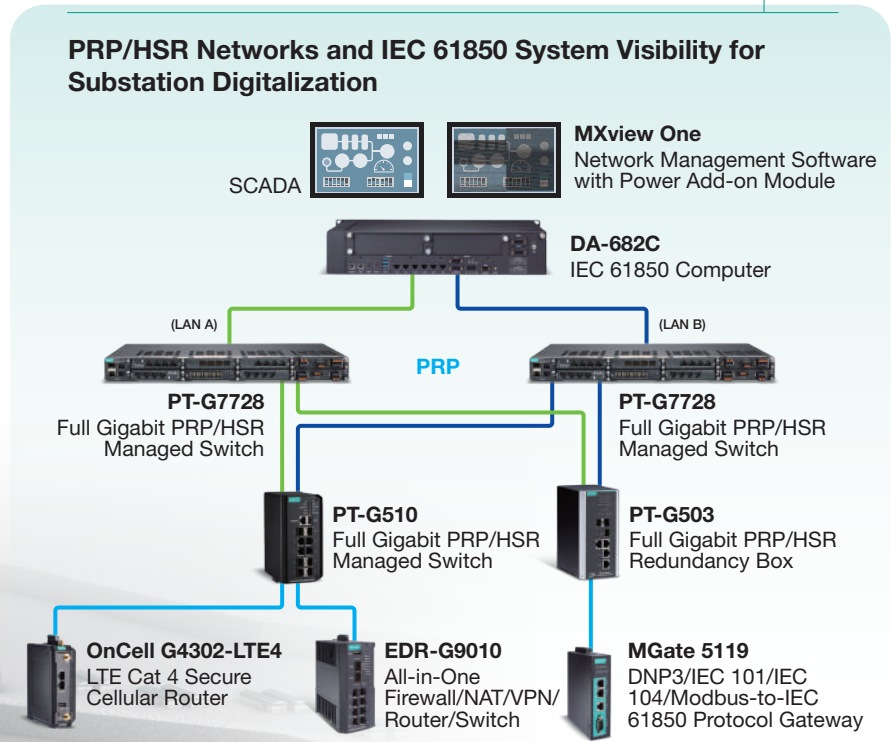 PRP/HSR Networks and IEC 61850 System Visibility for
Substation Digitalization
SCADA
MXview One
Network Management Software
with Power Add-on Module
DA-682C
IEC 61850 Computer
(LAN A)
(LAN B)
PRP
PT-G7728
Full Gigabit PRP/HSR
Managed Switch
PT-G7728
Full Gigabit PRP/HSR
Managed Switch
PT-G510
Full Gigabit PRP/HSR
Managed Switch
PT-G503
Full Gigabit PRP/HSR
Redundancy Box
OnCell G4302-LTE4
LTE Cat 4 Secure
Cellular Router
EDR-G9010
All-in-One
Firewall/NAT/VPN/
Router/Switch
MGate 5119
DNP3/IEC 101/IEC
104/Modbus-to-IEC
61850 Protocol Gateway